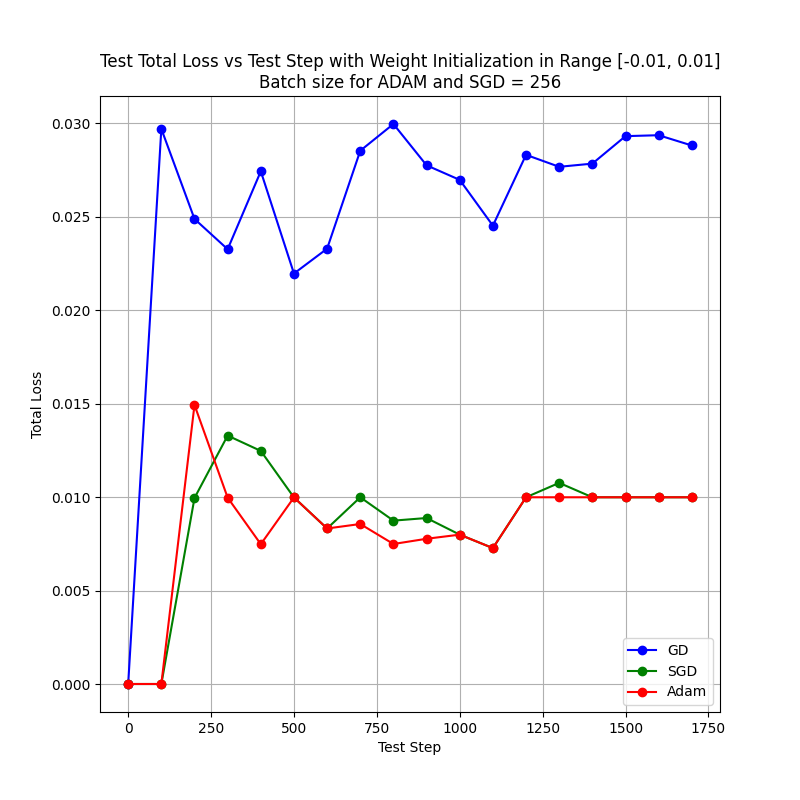 Test Total Loss vs Test Step with Weight Initialization in Range [-0.01, 0.01]
Batch size for ADAM and SGD = 256
0.030
0.025
0.020
0.015
0.010
0.005
0.000
Total Loss
0
250
500
750
1000
1250
1500
1750
Test Step
GD
SGD
Adam